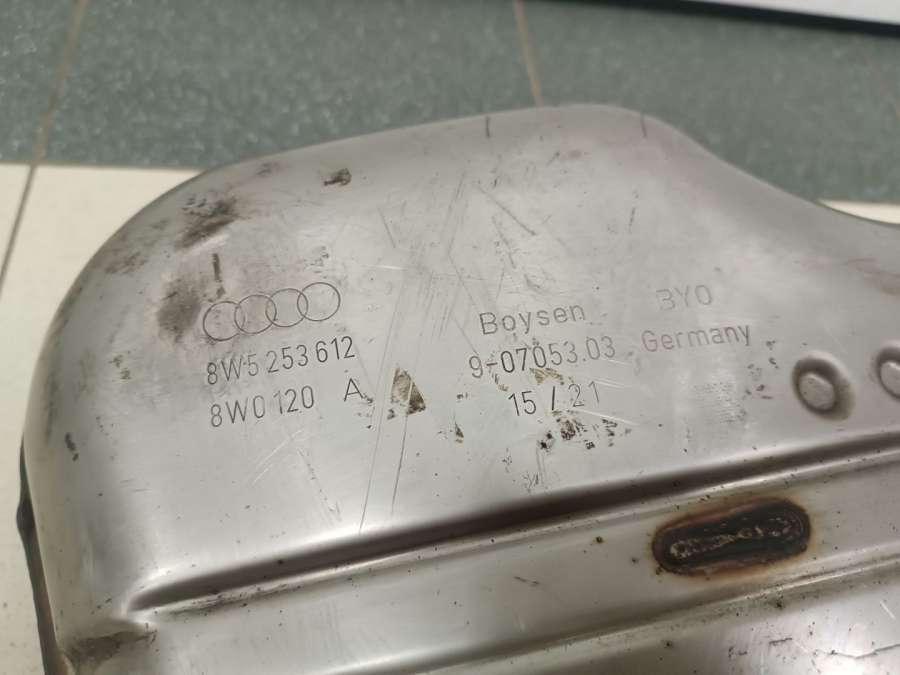 8W5 253 612
8W0 120 A
Boysen BYO
9-07053.03 Germany
15 / 21